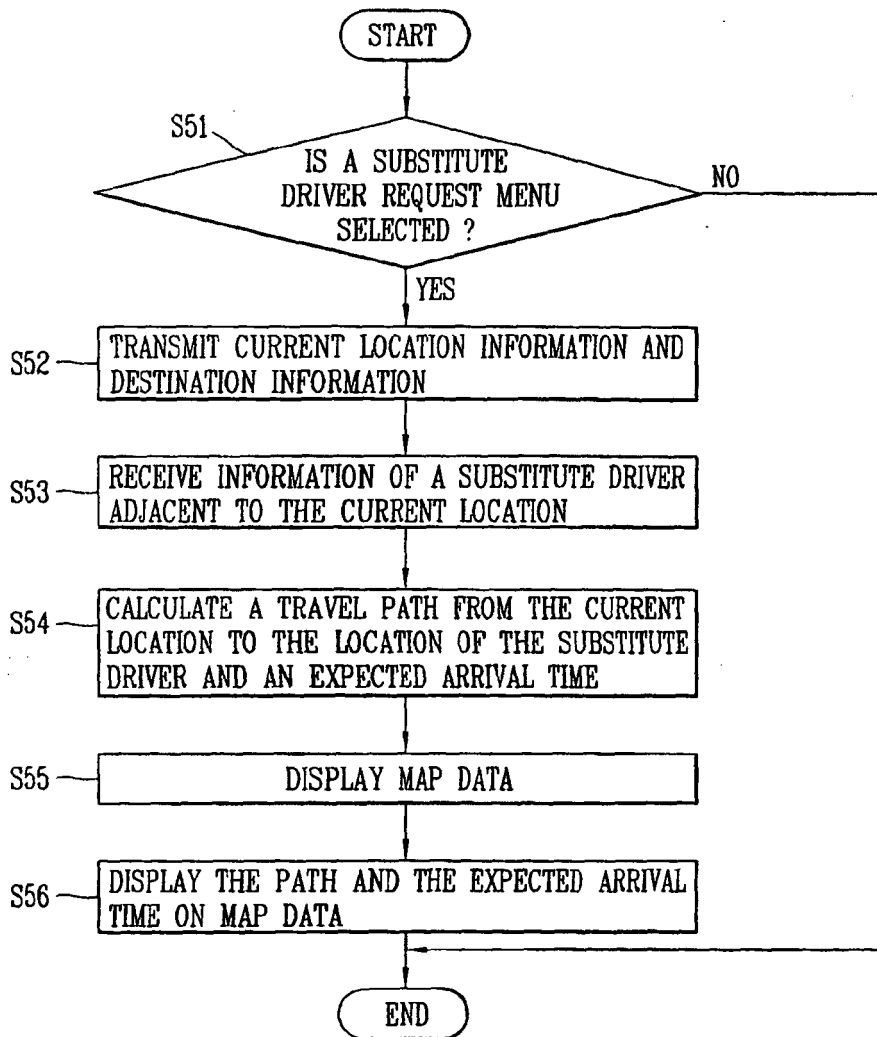 START
S51
IS A SUBSTITUTE
DRIVER REQUEST MENU
SELECTED ?
NO
YES
S52
TRANSMIT CURRENT LOCATION INFORMATION AND
DESTINATION INFORMATION
S53
RECEIVE INFORMATION OF A SUBSTITUTE DRIVER
ADJACENT TO THE CURRENT LOCATION
S54
CALCULATE A TRAVEL PATH FROM THE CURRENT
LOCATION TO THE LOCATION OF THE SUBSTITUTE
DRIVER AND AN EXPECTED ARRIVAL TIME
S55
DISPLAY MAP DATA
S56
DISPLAY THE PATH AND THE EXPECTED ARRIVAL
TIME ON MAP DATA
END